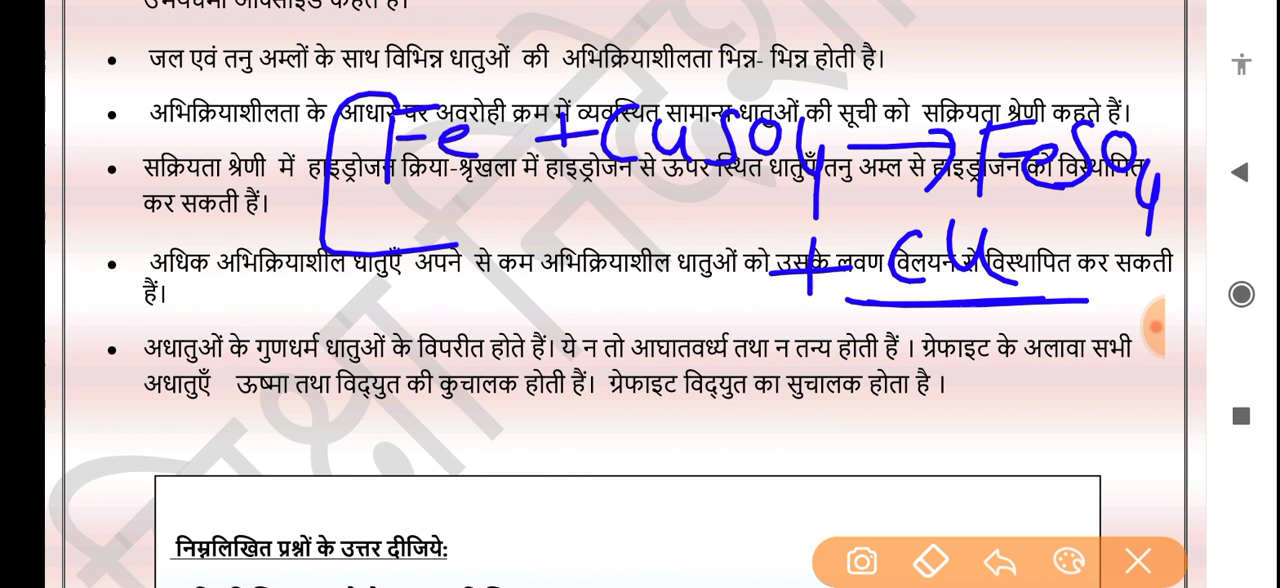 उभयधर्मी ऑक्साइड कहते हैं।
जल एवं तनु अम्लों के साथ विभिन्न धातुओं की अभिक्रियाशीलता भिन्न- भिन्न होती है।
अभिक्रियाशीलता के आधार पर अवरोही क्रम में व्यवस्थित सामान्य धातुओं की सूची को सक्रियता श्रेणी कहते हैं।
Fe + CuSO4 → FeSO4
सक्रियता श्रेणी में हाइड्रोजन क्रिया-श्रृंखला में हाइड्रोजन से ऊपर स्थित धातुएँ तनु अम्ल से हाइड्रोजन को विस्थापित
कर सकती हैं।
+ Cu
अधिक अभिक्रियाशील धातुएँ अपने से कम अभिक्रियाशील धातुओं को उसके लवण विलयन से विस्थापित कर सकती
हैं।
अधातुओं के गुणधर्म धातुओं के विपरीत होते हैं। ये न तो आघातवर्ध्य तथा न तन्य होती हैं । ग्रेफाइट के अलावा सभी
अधातुएँ ऊष्मा तथा विद्युत की कुचालक होती हैं। ग्रेफाइट विद्युत का सुचालक होता है ।
निम्नलिखित प्रश्नों के उत्तर दीजिये: